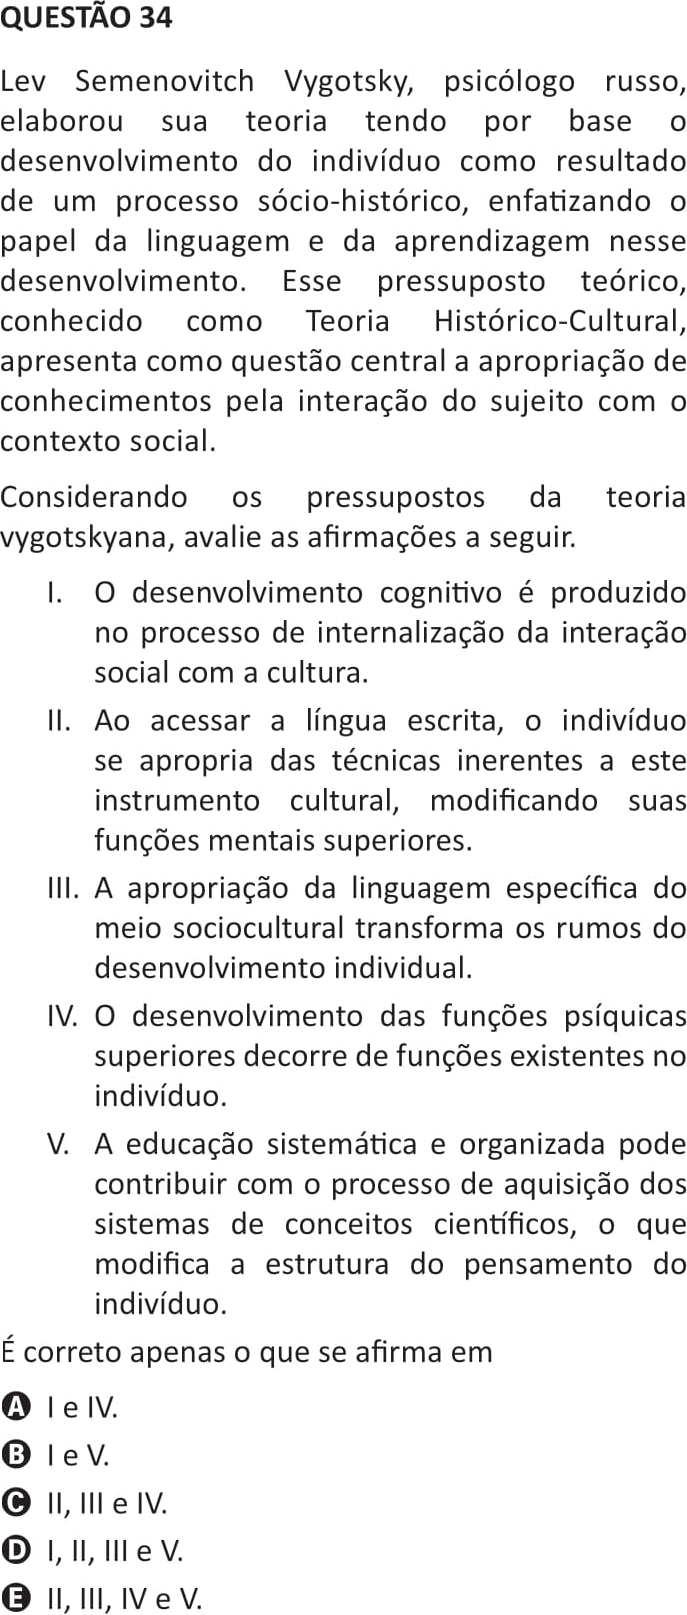 QUESTÃO 34
Lev Semenovitch Vygotsky, psicólogo russo,
elaborou sua teoria tendo por base o
desenvolvimento do indivíduo como resultado
de um processo sócio-histórico, enfatizando o
papel da linguagem e da aprendizagem nesse
desenvolvimento. Esse pressuposto teórico,
conhecido como Teoria Histórico-Cultural,
apresenta como questão central a apropriação de
conhecimentos pela interação do sujeito com o
contexto social.
Considerando os pressupostos da teoria
vygotskyana, avalie as afirmações a seguir.
I. O desenvolvimento cognitivo é produzido
no processo de internalização da interação
social com a cultura.
II. Ao acessar a língua escrita, o indivíduo
se apropria das técnicas inerentes a este
instrumento cultural, modificando suas
funções mentais superiores.
III. A apropriação da linguagem específica do
meio sociocultural transforma os rumos do
desenvolvimento individual.
IV. O desenvolvimento das funções psíquicas
superiores decorre de funções existentes no
indivíduo.
V. A educação sistemática e organizada pode
contribuir com o processo de aquisição dos
sistemas de conceitos científicos, o que
modifica a estrutura do pensamento do
indivíduo.
É correto apenas o que se afirma em
A I e IV.
B I e V.
C II, III e IV.
D I, II, III e V.
E II, III, IV e V.